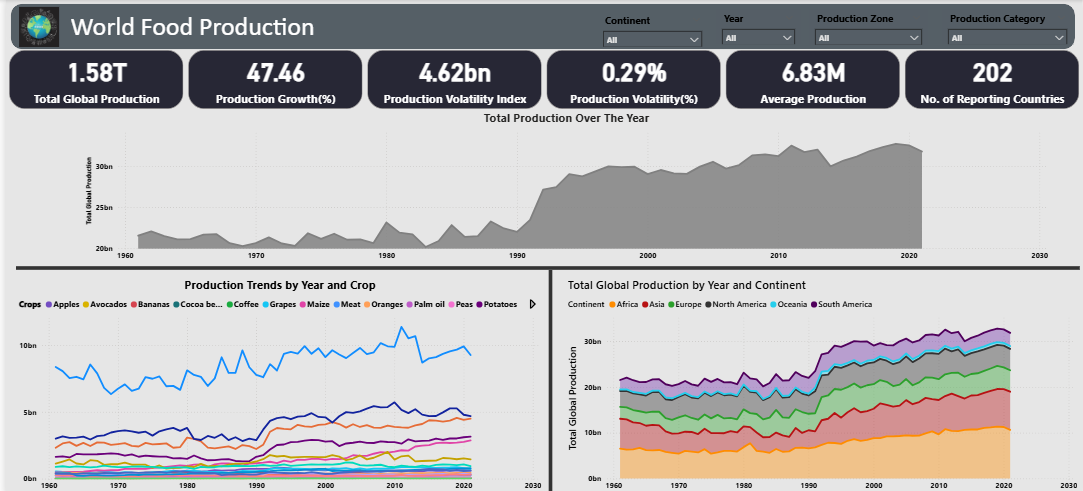 World Food Production
Continent Year Production Zone Production Category
All All All All
1.58T 47.46 4.62bn 0.29% 6.83M 202
Total Global Production Production Growth(%) Production Volatility Index Production Volatility(%) Average Production No. of Reporting Countries
Total Production Over The Year
Total Global Production
30bn
25bn
20bn
1960 1970 1980 1990 2000 2010 2020 2030
Production Trends by Year and Crop
Crops Apples Avocados Bananas Cocoa be... Coffee Grapes Maize Meat Oranges Palm oil Peas Potatoes
10bn
5bn
0bn
1960 1970 1980 1990 2000 2010 2020 2030
Total Global Production by Year and Continent
Continent Africa Asia Europe North America Oceania South America
Total Global Production
30bn
20bn
10bn
0bn
1960 1970 1980 1990 2000 2010 2020 2030